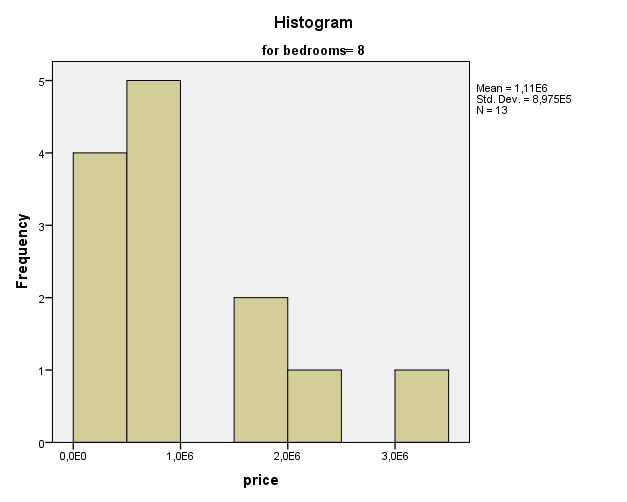 Histogram
for bedrooms= 8
Mean = 1,11E6
Std. Dev. = 8,975E5
N = 13
Frequency
5
4
3
2
1
0
0,0E0 1,0E6 2,0E6 3,0E6
price